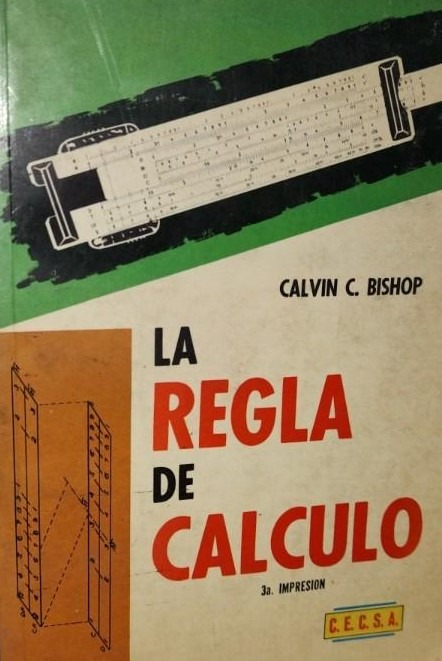 CALVIN C. BISHOP
LA
REGLA
DE
CALCULO
3a. IMPRESION
C.E.C.S.A.